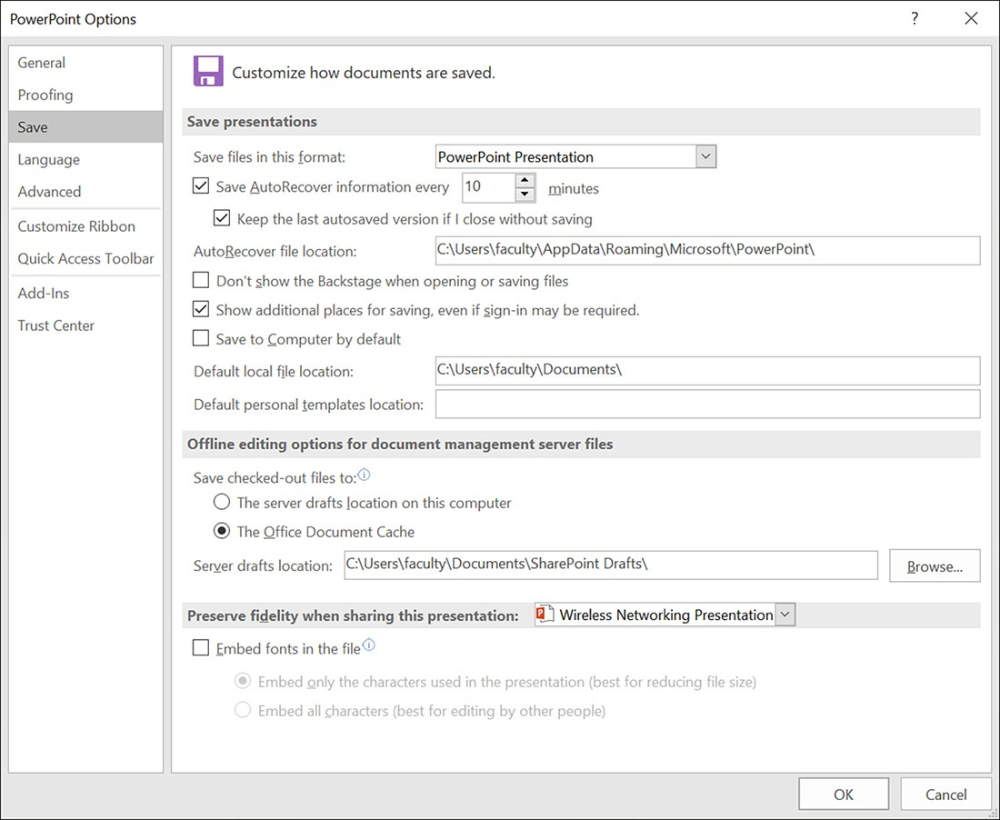 PowerPoint Options ?
General
Proofing
Save
Language
Advanced
Customize Ribbon
Quick Access Toolbar
Add-Ins
Trust Center
Customize how documents are saved.
Save presentations
Save files in this format: PowerPoint Presentation
Save AutoRecover information every 10 minutes
Keep the last autosaved version if I close without saving
AutoRecover file location: C:\Users\faculty\AppData\Roaming\Microsoft\PowerPoint\
Don't show the Backstage when opening or saving files
Show additional places for saving, even if sign-in may be required.
Save to Computer by default
Default local file location: C:\Users\faculty\Documents\
Default personal templates location:
Offline editing options for document management server files
Save checked-out files to:
The server drafts location on this computer
The Office Document Cache
Server drafts location: C:\Users\faculty\Documents\SharePoint Drafts\ Browse...
Preserve fidelity when sharing this presentation: Wireless Networking Presentation
Embed fonts in the file
Embed only the characters used in the presentation (best for reducing file size)
Embed all characters (best for editing by other people)
OK Cancel